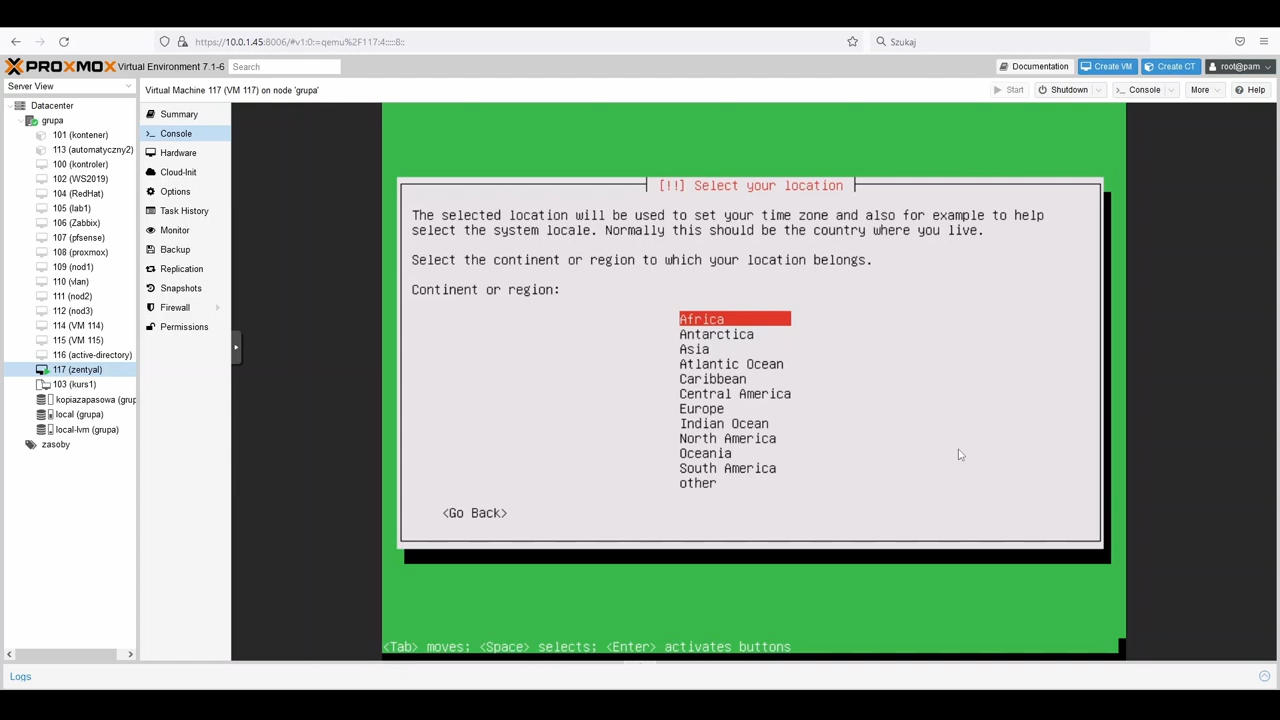 https://10.0.1.45:8006/#v1:0:=qemu%2F117:4:::::8::
Szukaj
PROXMOX Virtual Environment 7.1-6
Search
Documentation
Create VM
Create CT
root@pam
Server View
Virtual Machine 117 (VM 117) on node 'grupa'
Start
Shutdown
Console
More
Help
Datacenter
grupa
101 (kontener)
113 (automatyczny2)
100 (kontroler)
102 (WS2019)
104 (RedHat)
105 (lab1)
106 (Zabbix)
107 (pfsense)
108 (proxmox)
109 (nod1)
110 (vlan)
111 (nod2)
112 (nod3)
114 (VM 114)
115 (VM 115)
116 (active-directory)
117 (zentyal)
103 (kurs1)
kopiazapasowa (grup
local (grupa)
local-lvm (grupa)
zasoby
Summary
>_ Console
Hardware
Cloud-Init
Options
Task History
Monitor
Backup
Replication
Snapshots
Firewall
Permissions
[!!] Select your location
The selected location will be used to set your time zone and also for example to help
select the system locale. Normally this should be the country where you live.
Select the continent or region to which your location belongs.
Continent or region:
Africa
Antarctica
Asia
Atlantic Ocean
Caribbean
Central America
Europe
Indian Ocean
North America
Oceania
South America
other
<Go Back>
<Tab> moves; <Space> selects; <Enter> activates buttons
Logs